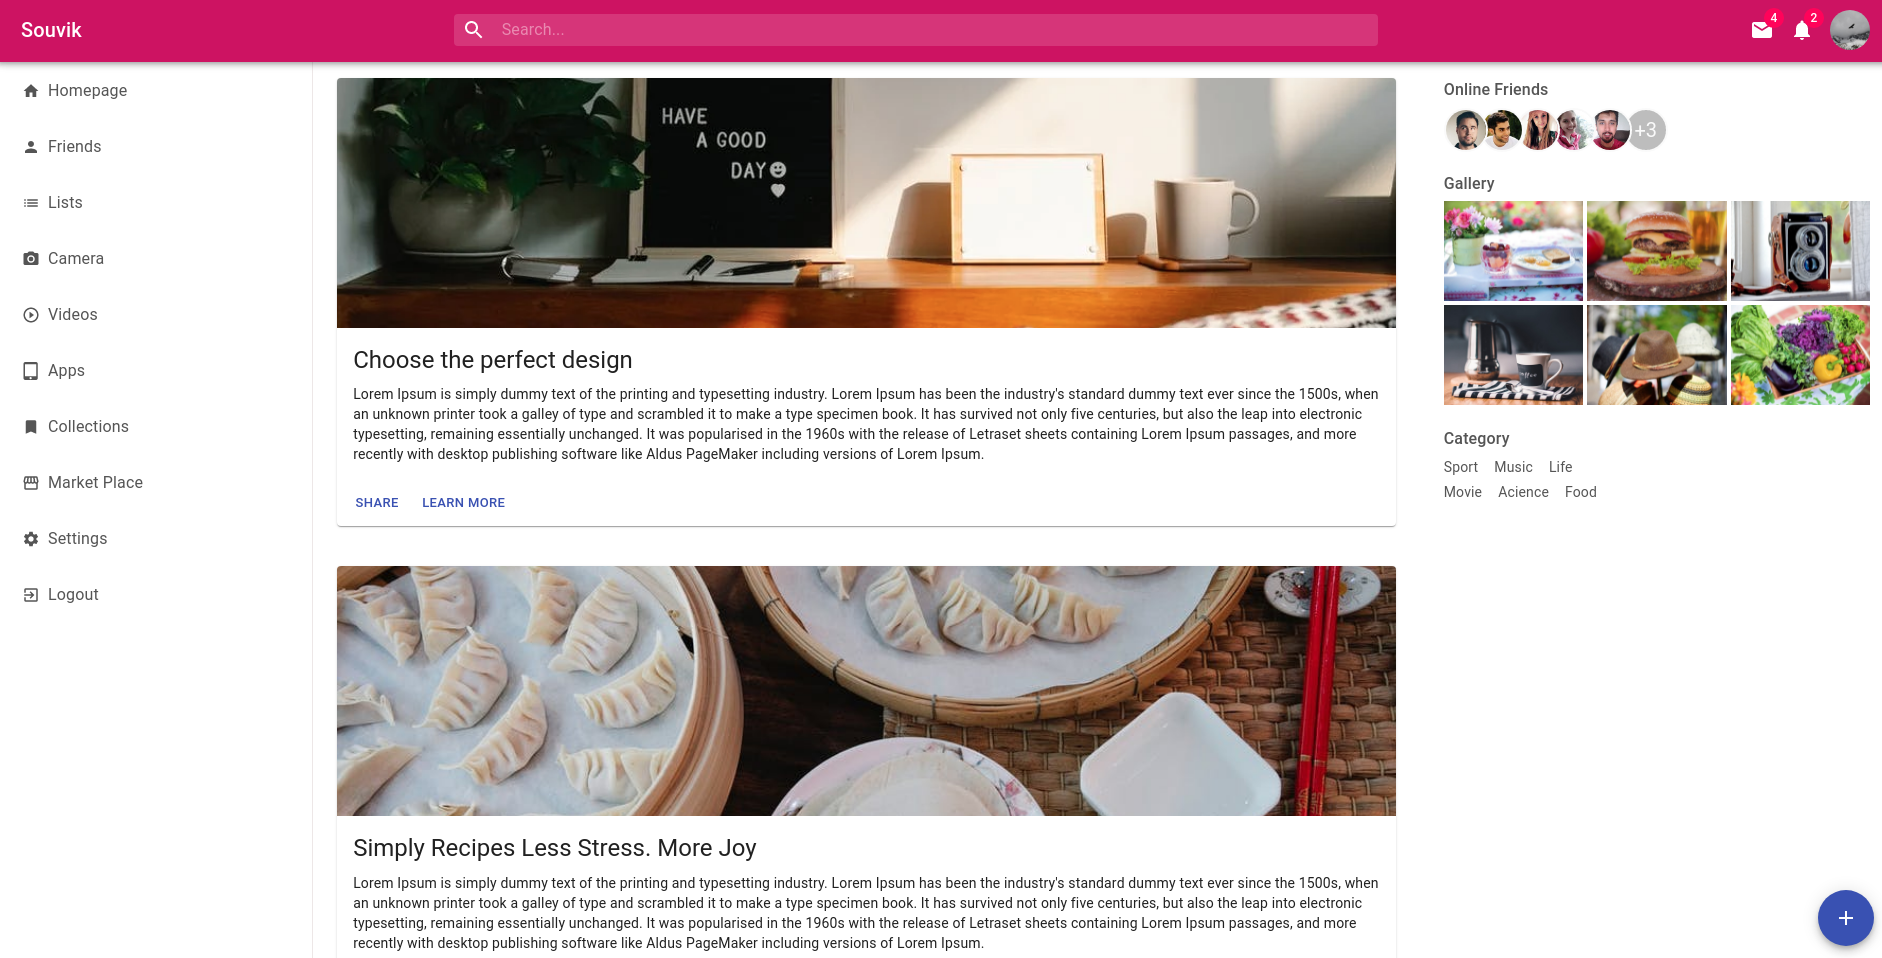 Souvik
Search...
4
2
Homepage
Friends
Lists
Camera
Videos
Apps
Collections
Market Place
Settings
Logout
HAVE
A GOOD
DAY
Choose the perfect design
Lorem Ipsum is simply dummy text of the printing and typesetting industry. Lorem Ipsum has been the industry's standard dummy text ever since the 1500s, when
an unknown printer took a galley of type and scrambled it to make a type specimen book. It has survived not only five centuries, but also the leap into electronic
typesetting, remaining essentially unchanged. It was popularised in the 1960s with the release of Letraset sheets containing Lorem Ipsum passages, and more
recently with desktop publishing software like Aldus PageMaker including versions of Lorem Ipsum.
SHARE LEARN MORE
Simply Recipes Less Stress. More Joy
Lorem Ipsum is simply dummy text of the printing and typesetting industry. Lorem Ipsum has been the industry's standard dummy text ever since the 1500s, when
an unknown printer took a galley of type and scrambled it to make a type specimen book. It has survived not only five centuries, but also the leap into electronic
typesetting, remaining essentially unchanged. It was popularised in the 1960s with the release of Letraset sheets containing Lorem Ipsum passages, and more
recently with desktop publishing software like Aldus PageMaker including versions of Lorem Ipsum.
Online Friends
+3
Gallery
Category
Sport Music Life
Movie Acience Food